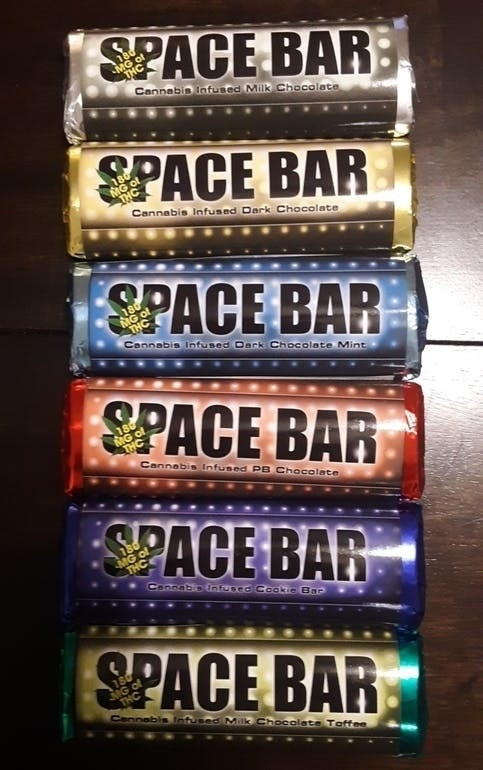 SPACE BAR
180
MG of
THC
Cannabis Infused Milk Chocolate
SPACE BAR
180
MG of
THC
Cannabis Infused Dark Chocolate
SPACE BAR
180
MG of
THC
Cannabis Infused Dark Chocolate Mint
SPACE BAR
180
MG of
THC
Cannabis Infused PB Chocolate
SPACE BAR
180
MG of
THC
Cannabis Infused Cookie Bar
SPACE BAR
180
MG of
THC
Cannabis Infused Milk Chocolate Toffee